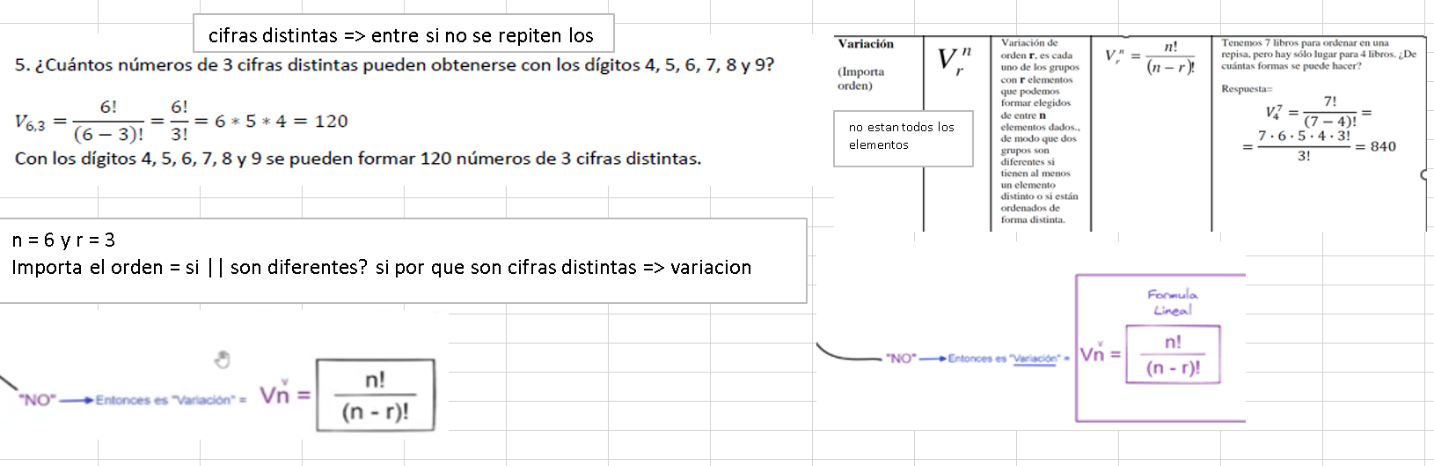 cifras distintas => entre si no se repiten los
5. ¿Cuántos números de 3 cifras distintas pueden obtenerse con los dígitos 4, 5, 6, 7, 8 y 9?
V₆,₃ = 6! / (6 − 3)! = 6! / 3! = 6 * 5 * 4 = 120
Con los dígitos 4, 5, 6, 7, 8 y 9 se pueden formar 120 números de 3 cifras distintas.
n = 6 y r = 3
Importa el orden = si || son diferentes? si por que son cifras distintas => variacion
"NO" → Entonces es "Variación" = Vn^r = n! / (n - r)!
Variación
(Importa
orden)
no estan todos los
elementos
V^n_r
Variación de
orden r, es cada
uno de los grupos
con r elementos
que podemos
formar elegidos
de entre n
elementos dados.,
de modo que dos
grupos son
diferentes si
tienen al menos
un elemento
distinto o si están
ordenados de
forma distinta.
V^n_r = n! / (n − r)!
Tenemos 7 libros para ordenar en una
repisa, pero hay sólo lugar para 4 libros. ¿De
cuántas formas se puede hacer?
Respuesta=
V^7_4 = 7! / (7 − 4)! =
= 7 · 6 · 5 · 4 · 3! / 3! = 840
Formula
Lineal
"NO" → Entonces es "Variación" = Vn^r = n! / (n - r)!